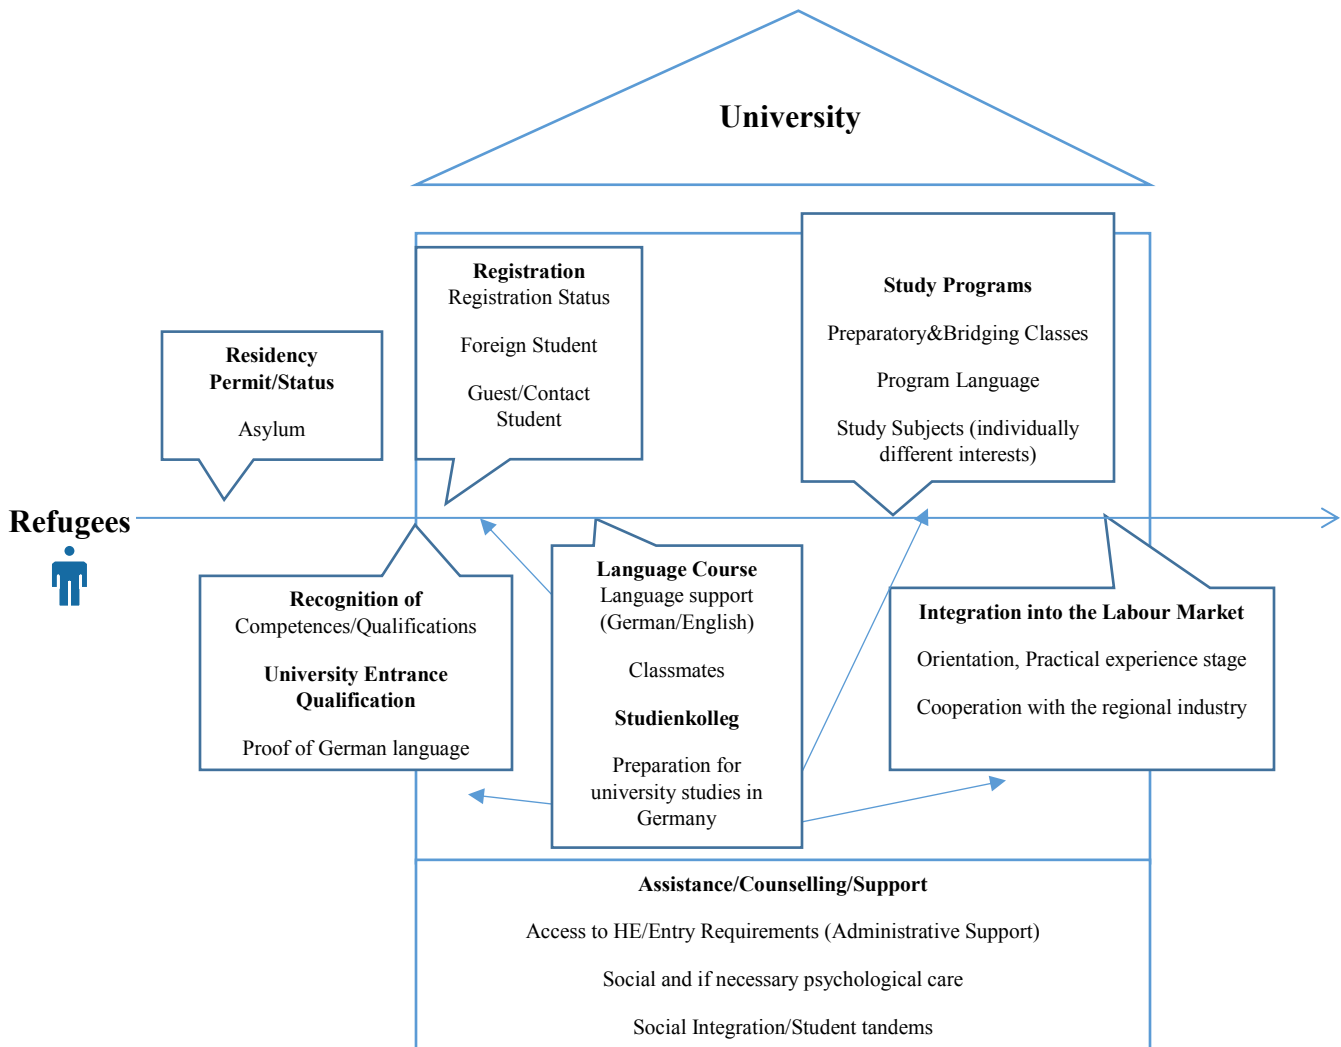 University
Registration
Registration Status
Foreign Student
Guest/Contact
Student
Study Programs
Preparatory&Bridging Classes
Program Language
Study Subjects (individually
different interests)
Residency
Permit/Status
Asylum
Refugees
Recognition of
Competences/Qualifications
University Entrance
Qualification
Proof of German language
Language Course
Language support
(German/English)
Classmates
Studienkolleg
Preparation for
university studies in
Germany
Integration into the Labour Market
Orientation, Practical experience stage
Cooperation with the regional industry
Assistance/Counselling/Support
Access to HE/Entry Requirements (Administrative Support)
Social and if necessary psychological care
Social Integration/Student tandems